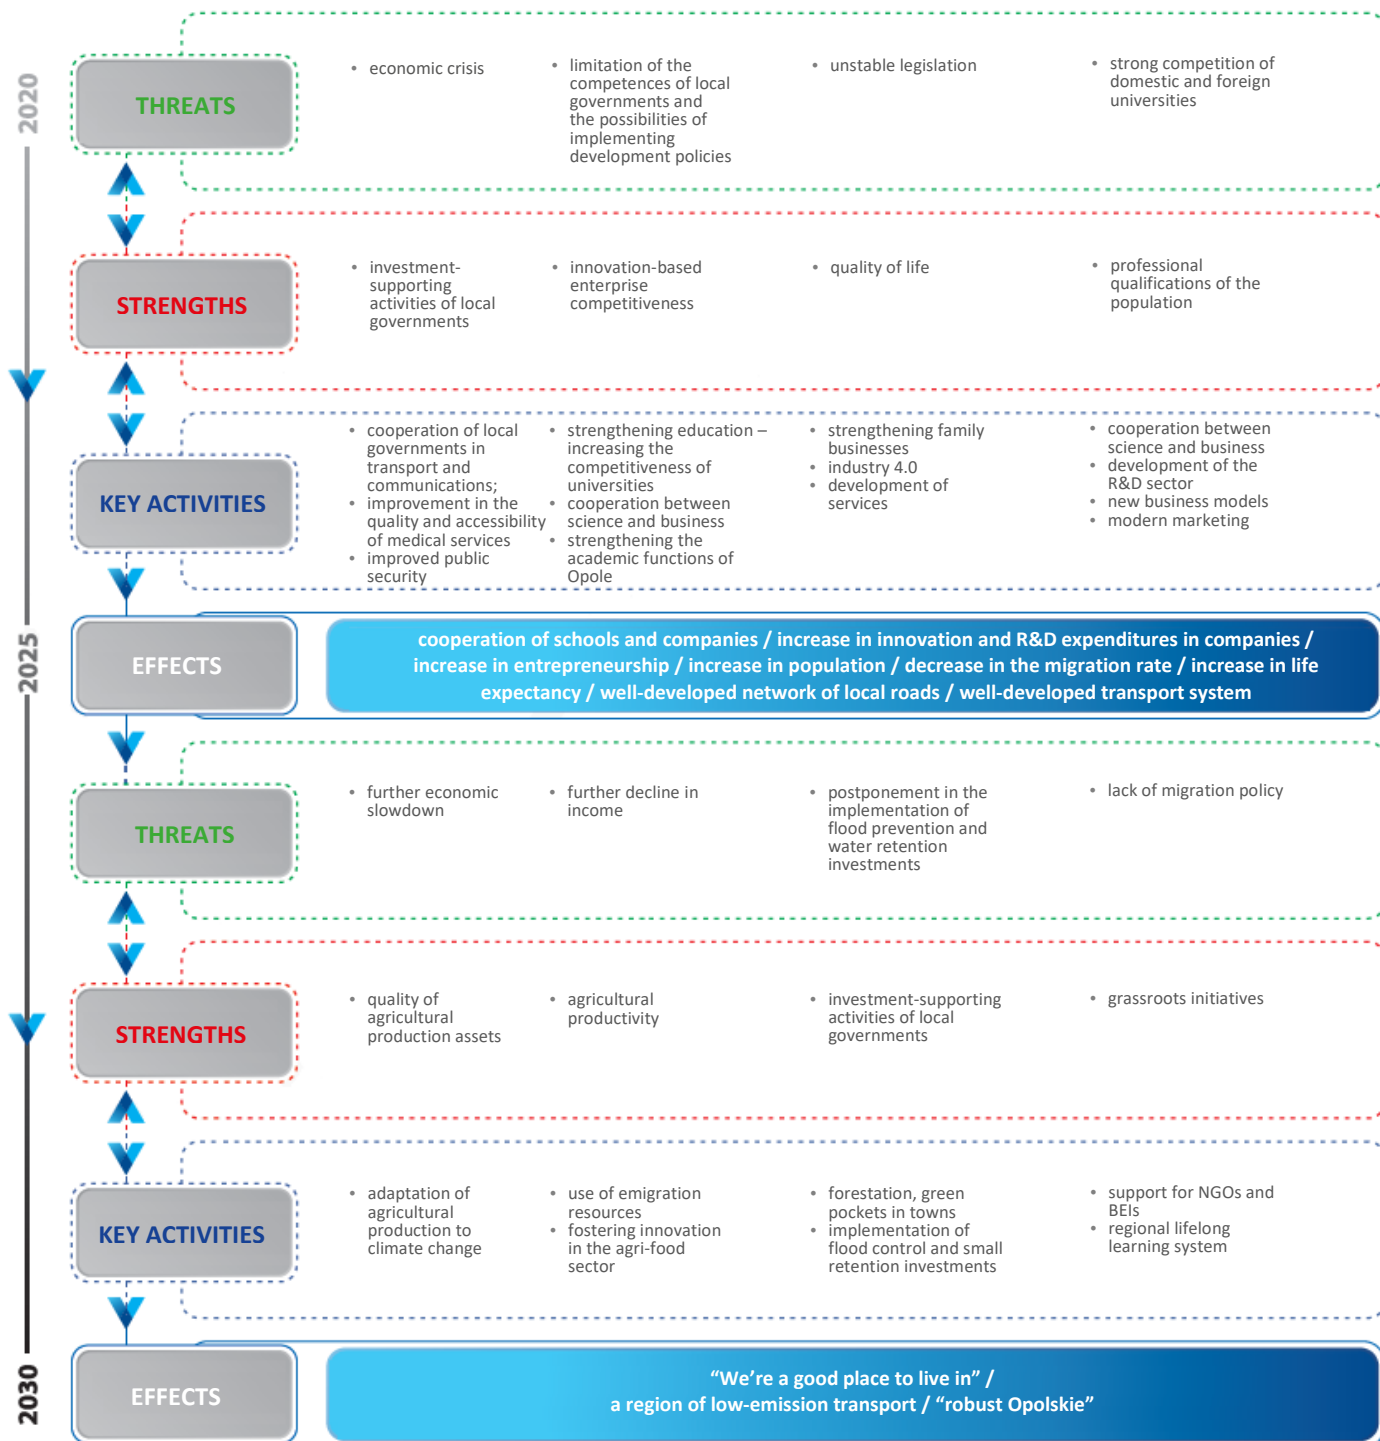 2020
THREATS
• economic crisis
• limitation of the
competences of local
governments and
the possibilities of
implementing
development policies
• unstable legislation
• strong competition of
domestic and foreign
universities
STRENGTHS
• investment-
supporting
activities of local
governments
• innovation-based
enterprise
competitiveness
• quality of life
• professional
qualifications of the
population
KEY ACTIVITIES
• cooperation of local
governments in
transport and
communications;
• improvement in the
quality and accessibility
of medical services
• improved public
security
• strengthening education –
increasing the
competitiveness of
universities
• cooperation between
science and business
• strengthening the
academic functions of
Opole
• strengthening family
businesses
• industry 4.0
• development of
services
• cooperation between
science and business
• development of the
R&D sector
• new business models
• modern marketing
2025
EFFECTS
cooperation of schools and companies / increase in innovation and R&D expenditures in companies /
increase in entrepreneurship / increase in population / decrease in the migration rate / increase in life
expectancy / well-developed network of local roads / well-developed transport system
THREATS
• further economic
slowdown
• further decline in
income
• postponement in the
implementation of
flood prevention and
water retention
investments
• lack of migration policy
STRENGTHS
• quality of
agricultural
production assets
• agricultural
productivity
• investment-supporting
activities of local
governments
• grassroots initiatives
KEY ACTIVITIES
• adaptation of
agricultural
production to
climate change
• use of emigration
resources
• fostering innovation
in the agri-food
sector
• forestation, green
pockets in towns
• implementation of
flood control and small
retention investments
• support for NGOs and
BEIs
• regional lifelong
learning system
2030
EFFECTS
“We’re a good place to live in” /
a region of low-emission transport / “robust Opolskie”